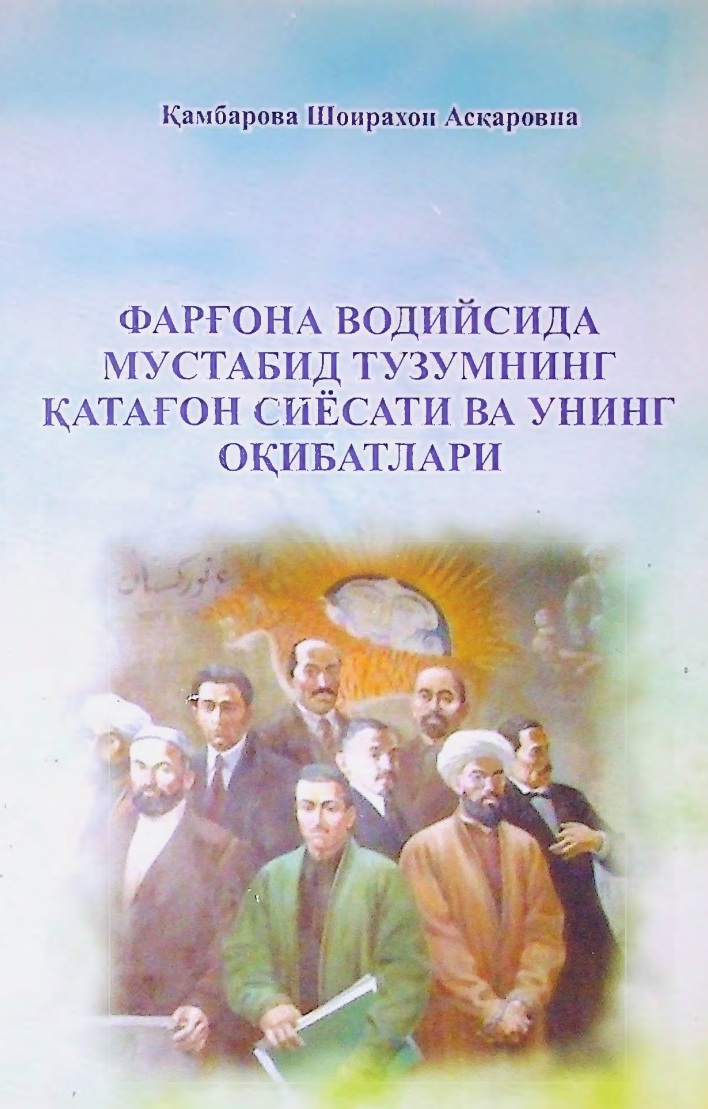 Қамбарова Шоирахон Асқаровна
ФАРҒОНА ВОДИЙСИДА
МУСТАБИД ТУЗУМНИНГ
ҚАТАҒОН СИЁСАТИ ВА УНИНГ
ОҚИБАТЛАРИ